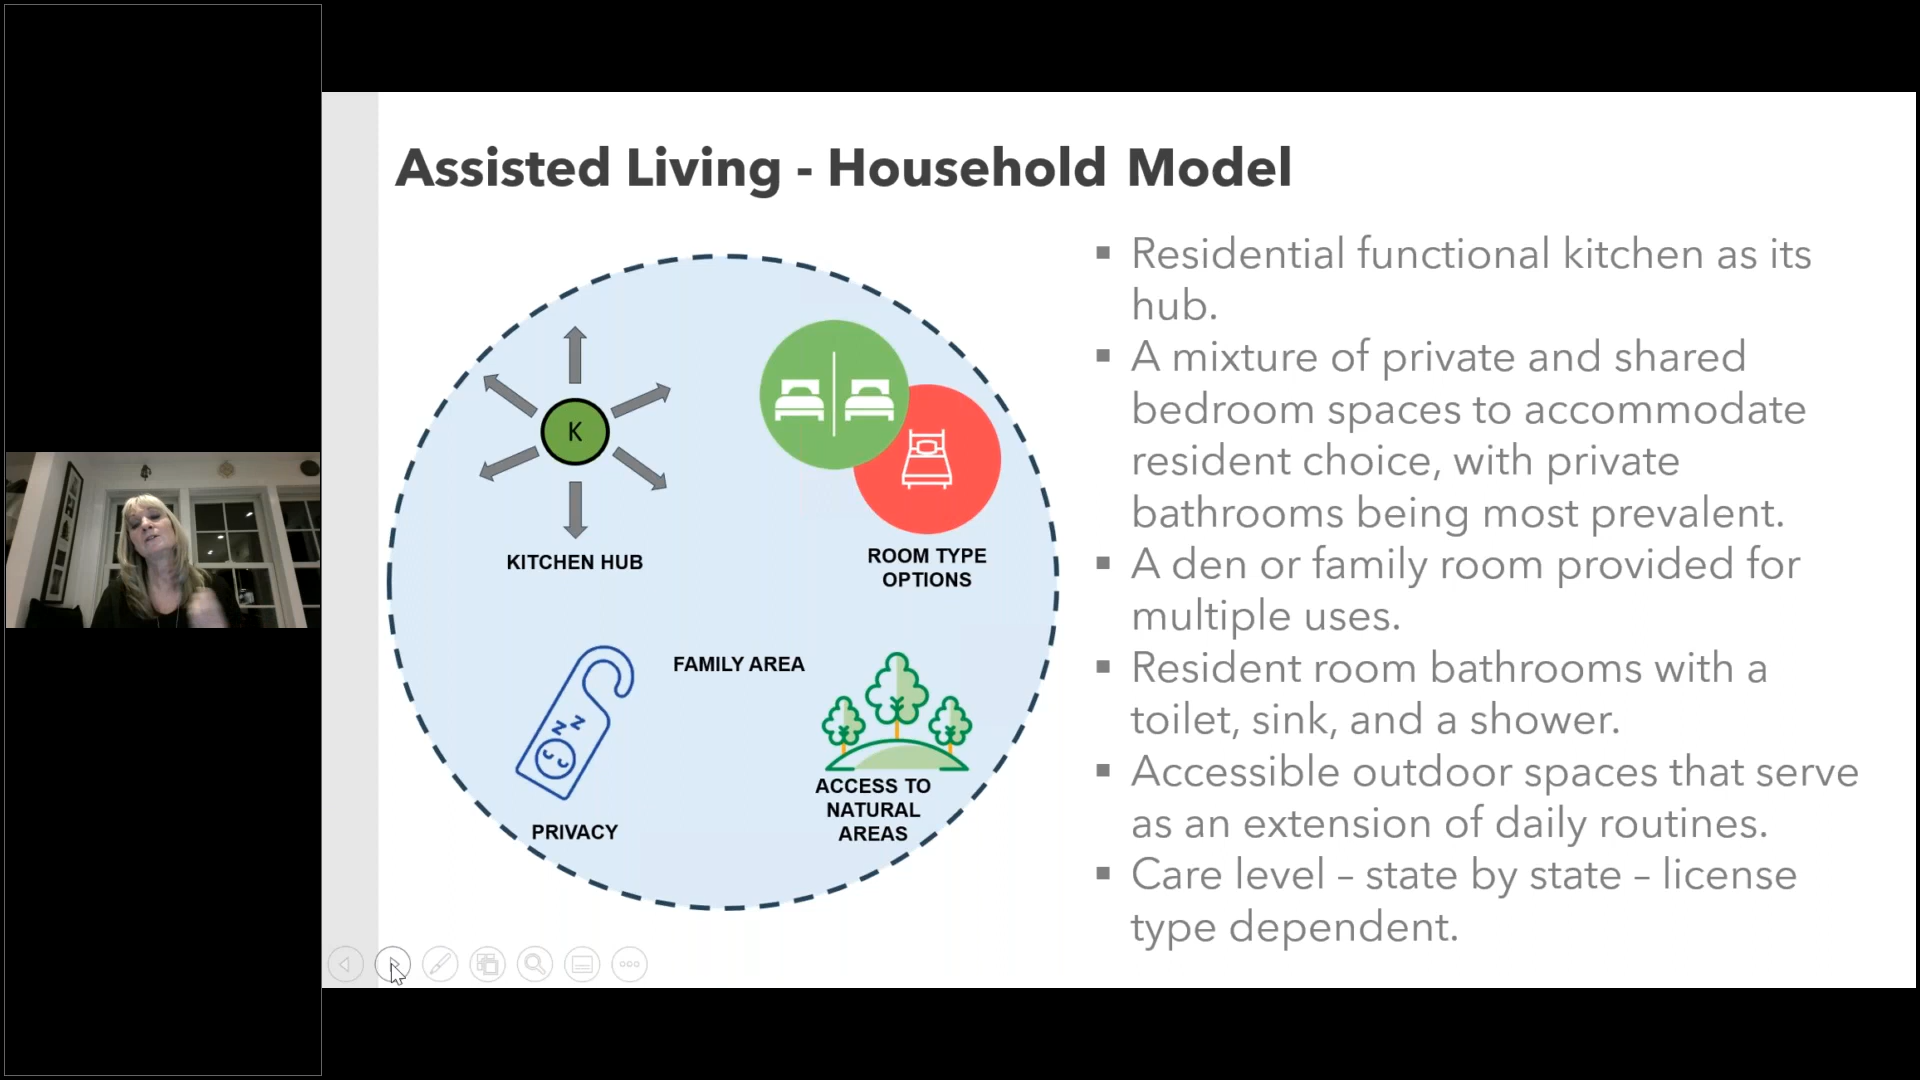 Assisted Living - Household Model
K
KITCHEN HUB
ROOM TYPE
OPTIONS
FAMILY AREA
zz
PRIVACY
ACCESS TO
NATURAL
AREAS
▪ Residential functional kitchen as its
hub.
▪ A mixture of private and shared
bedroom spaces to accommodate
resident choice, with private
bathrooms being most prevalent.
▪ A den or family room provided for
multiple uses.
▪ Resident room bathrooms with a
toilet, sink, and a shower.
▪ Accessible outdoor spaces that serve
as an extension of daily routines.
▪ Care level – state by state – license
type dependent.